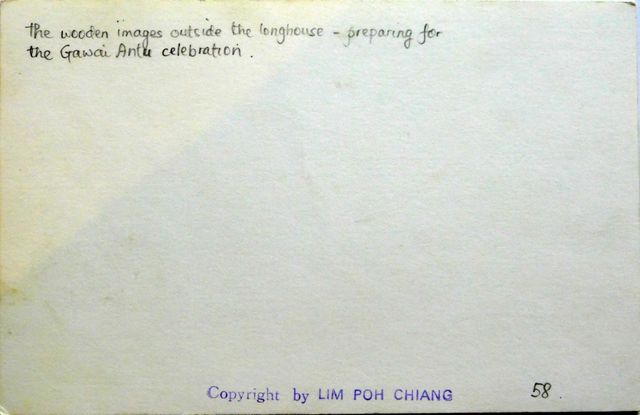 the wooden images outside the longhouse - preparing for
the Gawai Antu celebration.
Copyright by LIM POH CHIANG
58.